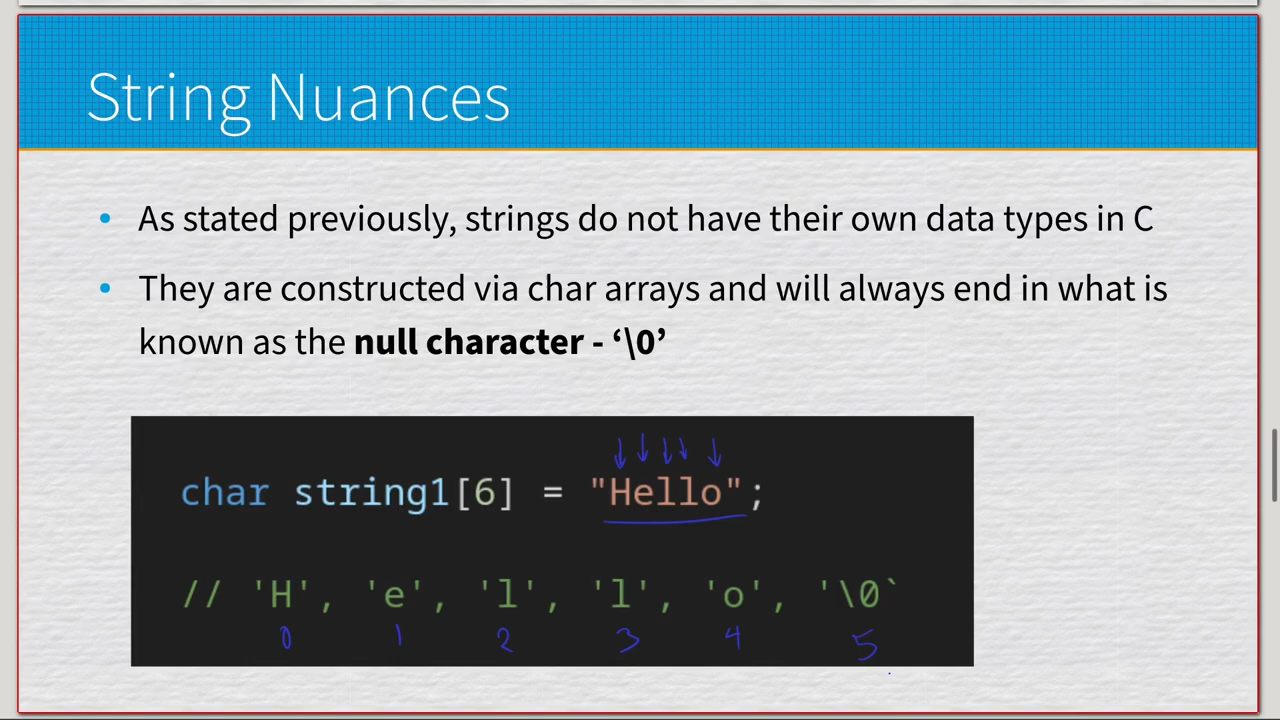 String Nuances
• As stated previously, strings do not have their own data types in C
• They are constructed via char arrays and will always end in what is
known as the null character - ‘\0’
char string1[6] = "Hello";
// 'H', 'e', 'l', 'l', 'o', '\0`
0 1 2 3 4 5